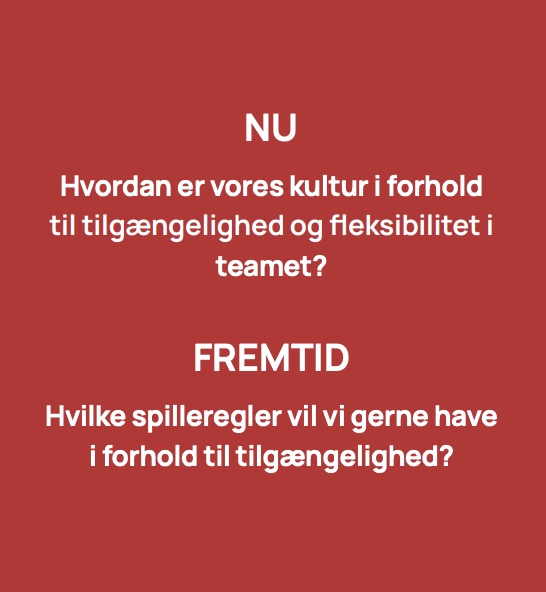 NU
Hvordan er vores kultur i forhold
til tilgængelighed og fleksibilitet i
teamet?
FREMTID
Hvilke spilleregler vil vi gerne have
i forhold til tilgængelighed?